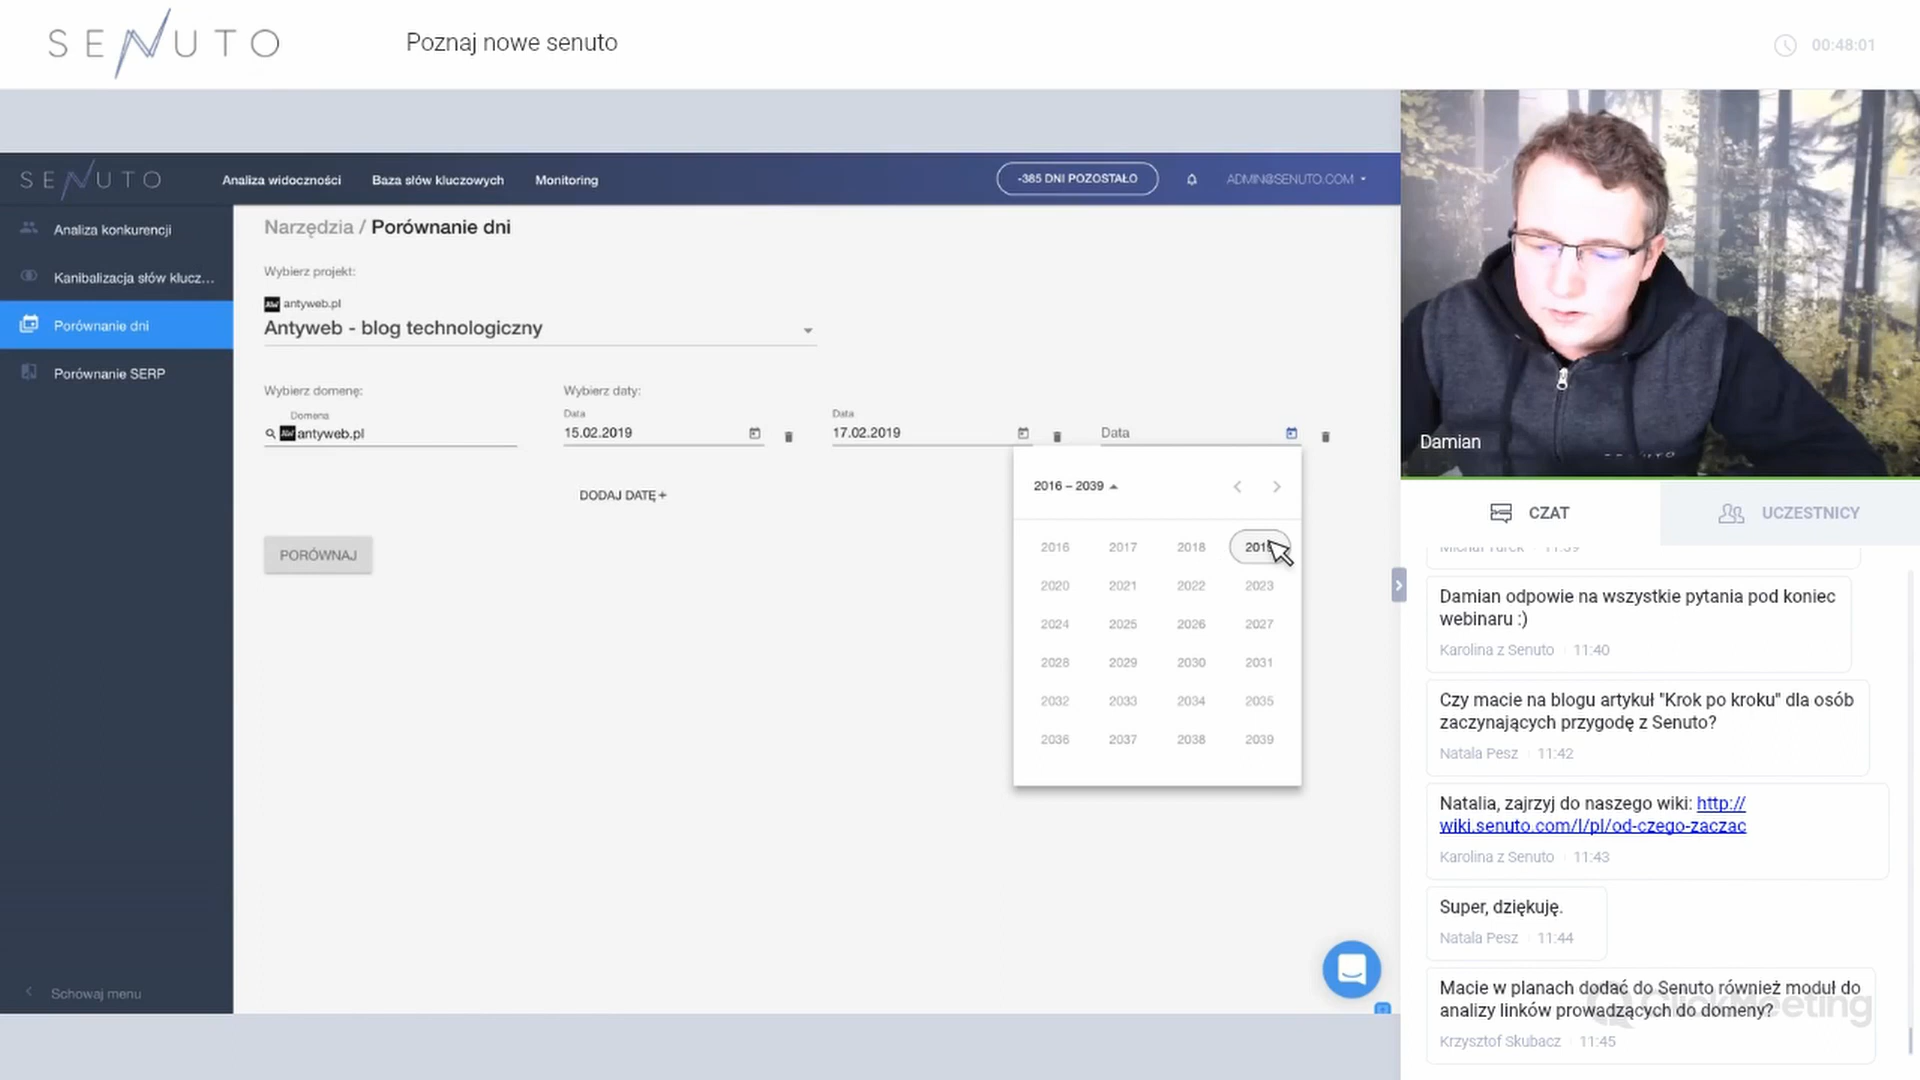 SENUTO
Poznaj nowe senuto
00:48:01
SENUTO
Analiza widoczności
Baza słów kluczowych
Monitoring
-385 DNI POZOSTAŁO
ADMIN@SENUTO.COM
Analiza konkurencji
Kanibalizacja słów klucz...
Porównanie dni
Porównanie SERP
Schowaj menu
Narzędzia / Porównanie dni
Wybierz projekt:
antyweb.pl
Antyweb - blog technologiczny
Wybierz domenę:
Domena
antyweb.pl
Wybierz daty:
Data
15.02.2019
Data
17.02.2019
Data
DODAJ DATĘ +
PORÓWNAJ
2016 – 2039
2016 2017 2018 2019
2020 2021 2022 2023
2024 2025 2026 2027
2028 2029 2030 2031
2032 2033 2034 2035
2036 2037 2038 2039
Damian
SENUTO
CZAT
UCZESTNICY
Michał Turek 11:39
Damian odpowie na wszystkie pytania pod koniec
webinaru :)
Karolina z Senuto 11:40
Czy macie na blogu artykuł "Krok po kroku" dla osób
zaczynających przygodę z Senuto?
Natala Pesz 11:42
Natalia, zajrzyj do naszego wiki: http://
wiki.senuto.com/l/pl/od-czego-zaczac
Karolina z Senuto 11:43
Super, dziękuję.
Natala Pesz 11:44
Macie w planach dodać do Senuto również moduł do
analizy linków prowadzących do domeny?
Krzysztof Skubacz 11:45
ClickMeeting